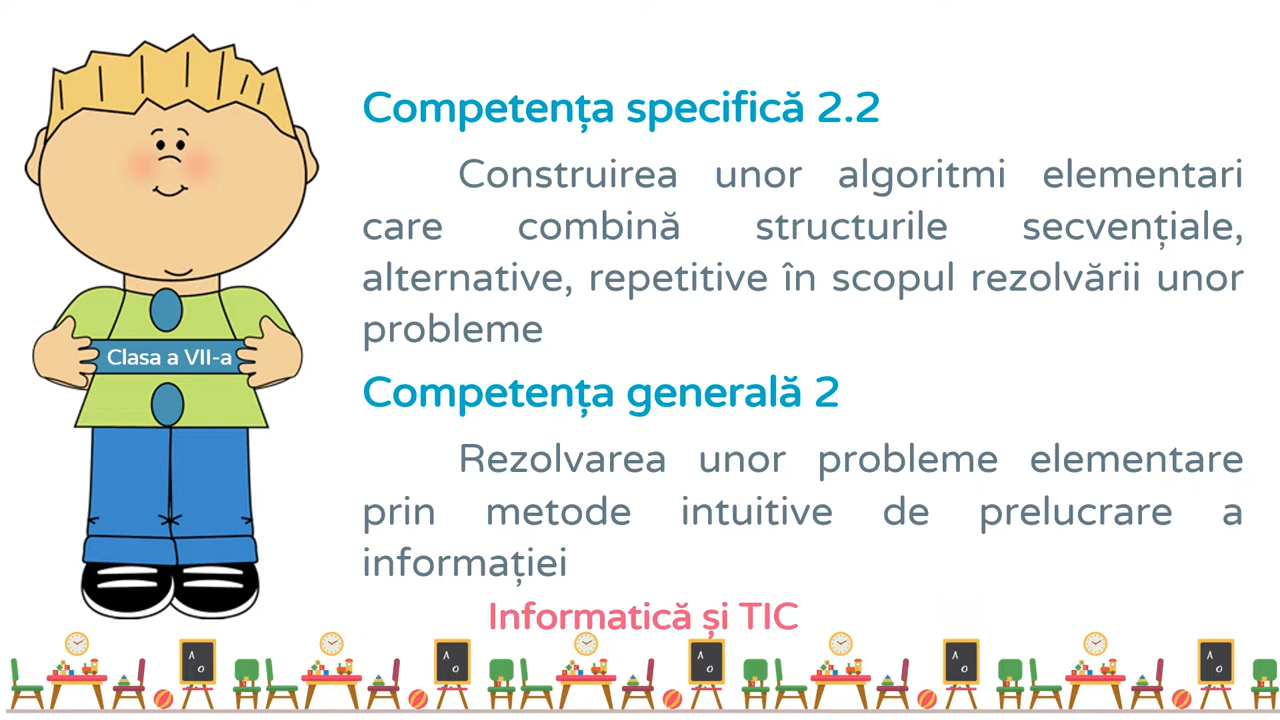 Competența specifică 2.2
Construirea unor algoritmi elementari
care combină structurile secvențiale,
alternative, repetitive în scopul rezolvării unor
probleme
Clasa a VII-a
Competența generală 2
Rezolvarea unor probleme elementare
prin metode intuitive de prelucrare a
informației
Informatică și TIC